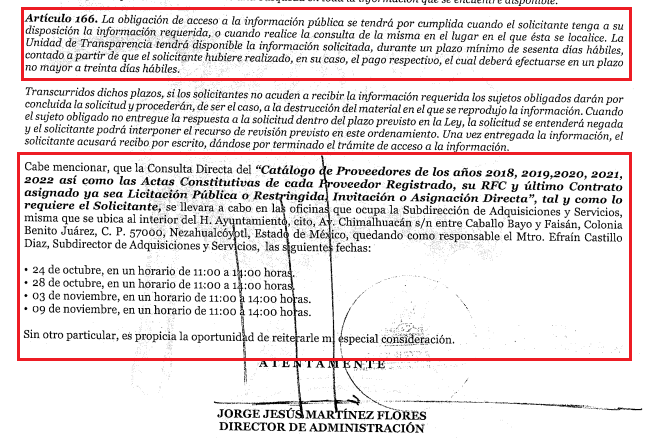 Artículo 166. La obligación de acceso a la información pública se tendrá por cumplida cuando el solicitante tenga a su
disposición la información requerida, o cuando realice la consulta de la misma en el lugar en el que ésta se localice. La
Unidad de Transparencia tendrá disponible la información solicitada, durante un plazo mínimo de sesenta días hábiles,
contado a partir de que el solicitante hubiere realizado, en su caso, el pago respectivo, el cual deberá efectuarse en un plazo
no mayor a treinta días hábiles.
Transcurridos dichos plazos, si los solicitantes no acuden a recibir la información requerida los sujetos obligados darán por
concluida la solicitud y procederán, de ser el caso, a la destrucción del material en el que se reprodujo la información. Cuando
el sujeto obligado no entregue la respuesta a la solicitud dentro del plazo previsto en la Ley, la solicitud se entenderá negada
y el solicitante podrá interponer el recurso de revisión previsto en este ordenamiento. Una vez entregada la información, el
solicitante acusará recibo por escrito, dándose por terminado el trámite de acceso a la información.
Cabe mencionar, que la Consulta Directa del "Catálogo de Proveedores de los años 2018, 2019,2020, 2021,
2022 así como las Actas Constitutivas de cada Proveedor Registrado, su RFC y último Contrato
asignado ya sea Licitación Pública o Restringida, Invitación o Asignación Directa", tal y como lo
requiere el Solicitante, se llevara a cabo en la oficinas que ocupa la Subdirección de Adquisiciones y Servicios,
misma que se ubica al interior del H. Ayuntamiento, cito, Av. Chimalhuacán s/n entre Caballo Bayo y Faisán, Colonia
Benito Juárez, C. P. 57000, Nezahualcóyotl, Estado de México, quedando como responsable el Mtro. Efraín Castillo
Diaz, Subdirector de Adquisiciones y Servicios, las siguientes fechas:
• 24 de octubre, en un horario de 11:00 a 14:00 horas.
• 28 de octubre, en un horario de 11:00 a 14:00 horas.
• 03 de noviembre, en un horario de 11:00 a 14:00 horas.
• 09 de noviembre, en un horario de 11:00 a 14:00 horas.
Sin otro particular, es propicia la oportunidad de reiterarle mi especial consideración.
ATENTAMENTE
JORGE JESÚS MARTÍNEZ FLORES
DIRECTOR DE ADMINISTRACIÓN